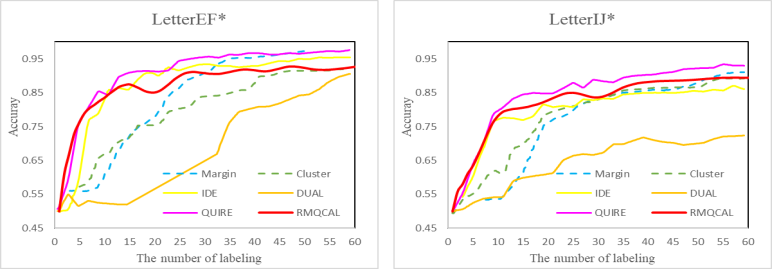 LetterEF*
0.95
0.85
0.75
0.65
0.55
0.45
Accuray
Margin Cluster
IDE DUAL
QUIRE RMQCAL
0 5 10 15 20 25 30 35 40 45 50 55 60
The number of labeling
LetterIJ*
0.95
0.85
0.75
0.65
0.55
0.45
Accuray
Margin Cluster
IDE DUAL
QUIRE RMQCAL
0 5 10 15 20 25 30 35 40 45 50 55 60
The number of labeling